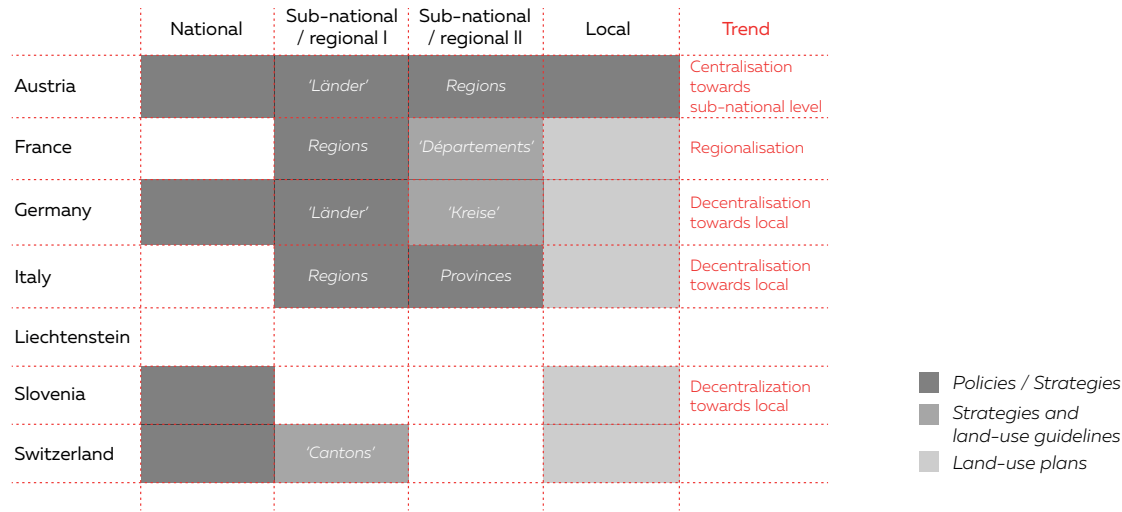 National
Sub-national
/ regional I
Sub-national
/ regional II
Local
Trend
Austria
'Länder'
Regions
Centralisation
towards
sub-national level
France
Regions
'Départements'
Regionalisation
Germany
'Länder'
'Kreise'
Decentralisation
towards local
Italy
Regions
Provinces
Decentralisation
towards local
Liechtenstein
Slovenia
Decentralization
towards local
Switzerland
'Cantons'
Policies / Strategies
Strategies and
land-use guidelines
Land-use plans